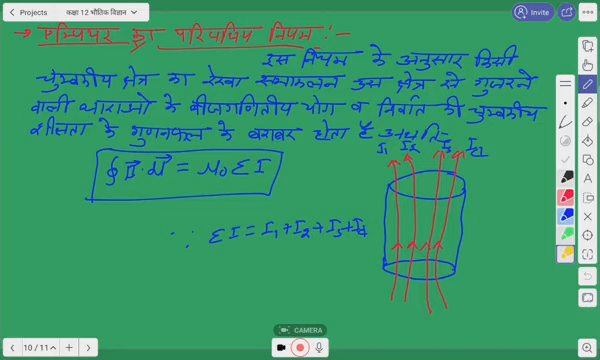 Projects कक्षा 12 भौतिक विज्ञान
Invite
→ एम्पियर का परिपथिय नियम :-
इस नियम के अनुसार किसी
चुम्बकीय क्षेत्र का रेखा समाकलन उस क्षेत्र से गुजरने
वाली धाराओ के बीजगणितीय योग व निर्वात की चुम्बकीय
शीलता के गुणनफल के बराबर होता है अर्थात -
I₁ I₂ I₃ I₄
∮B⃗·dl⃗ = μ₀ΣI
∵ ΣI = I₁+I₂+I₃+I₄
CAMERA
10 / 11